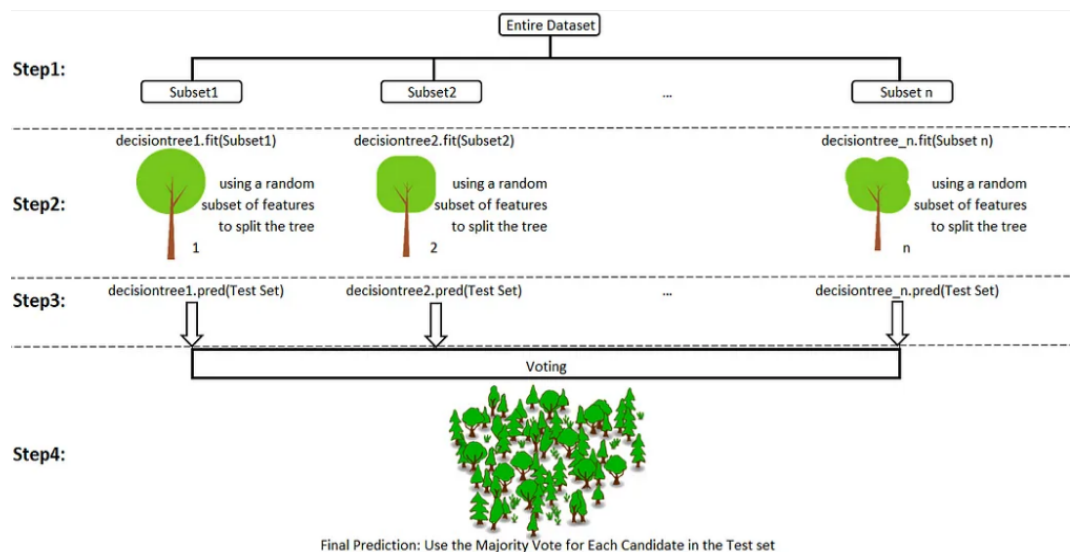 Entire Dataset
Step1:
Subset1
Subset2
...
Subset n
decisiontree1.fit(Subset1)
decisiontree2.fit(Subset2)
decisiontree_n.fit(Subset n)
Step2:
using a random
subset of features
to split the tree
1
using a random
subset of features
to split the tree
2
using a random
subset of features
to split the tree
n
Step3:
decisiontree1.pred(Test Set)
decisiontree2.pred(Test Set)
...
decisiontree_n.pred(Test Set)
Voting
Step4:
Final Prediction: Use the Majority Vote for Each Candidate in the Test set